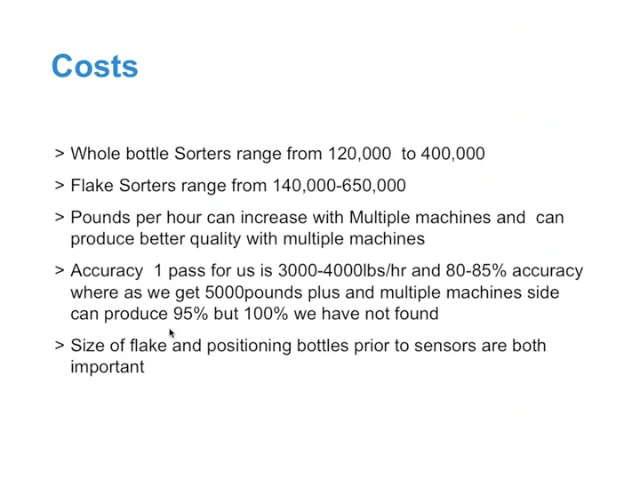 Costs
> Whole bottle Sorters range from 120,000 to 400,000
> Flake Sorters range from 140,000-650,000
> Pounds per hour can increase with Multiple machines and can
produce better quality with multiple machines
> Accuracy 1 pass for us is 3000-4000lbs/hr and 80-85% accuracy
where as we get 5000pounds plus and multiple machines side
can produce 95% but 100% we have not found
> Size of flake and positioning bottles prior to sensors are both
important